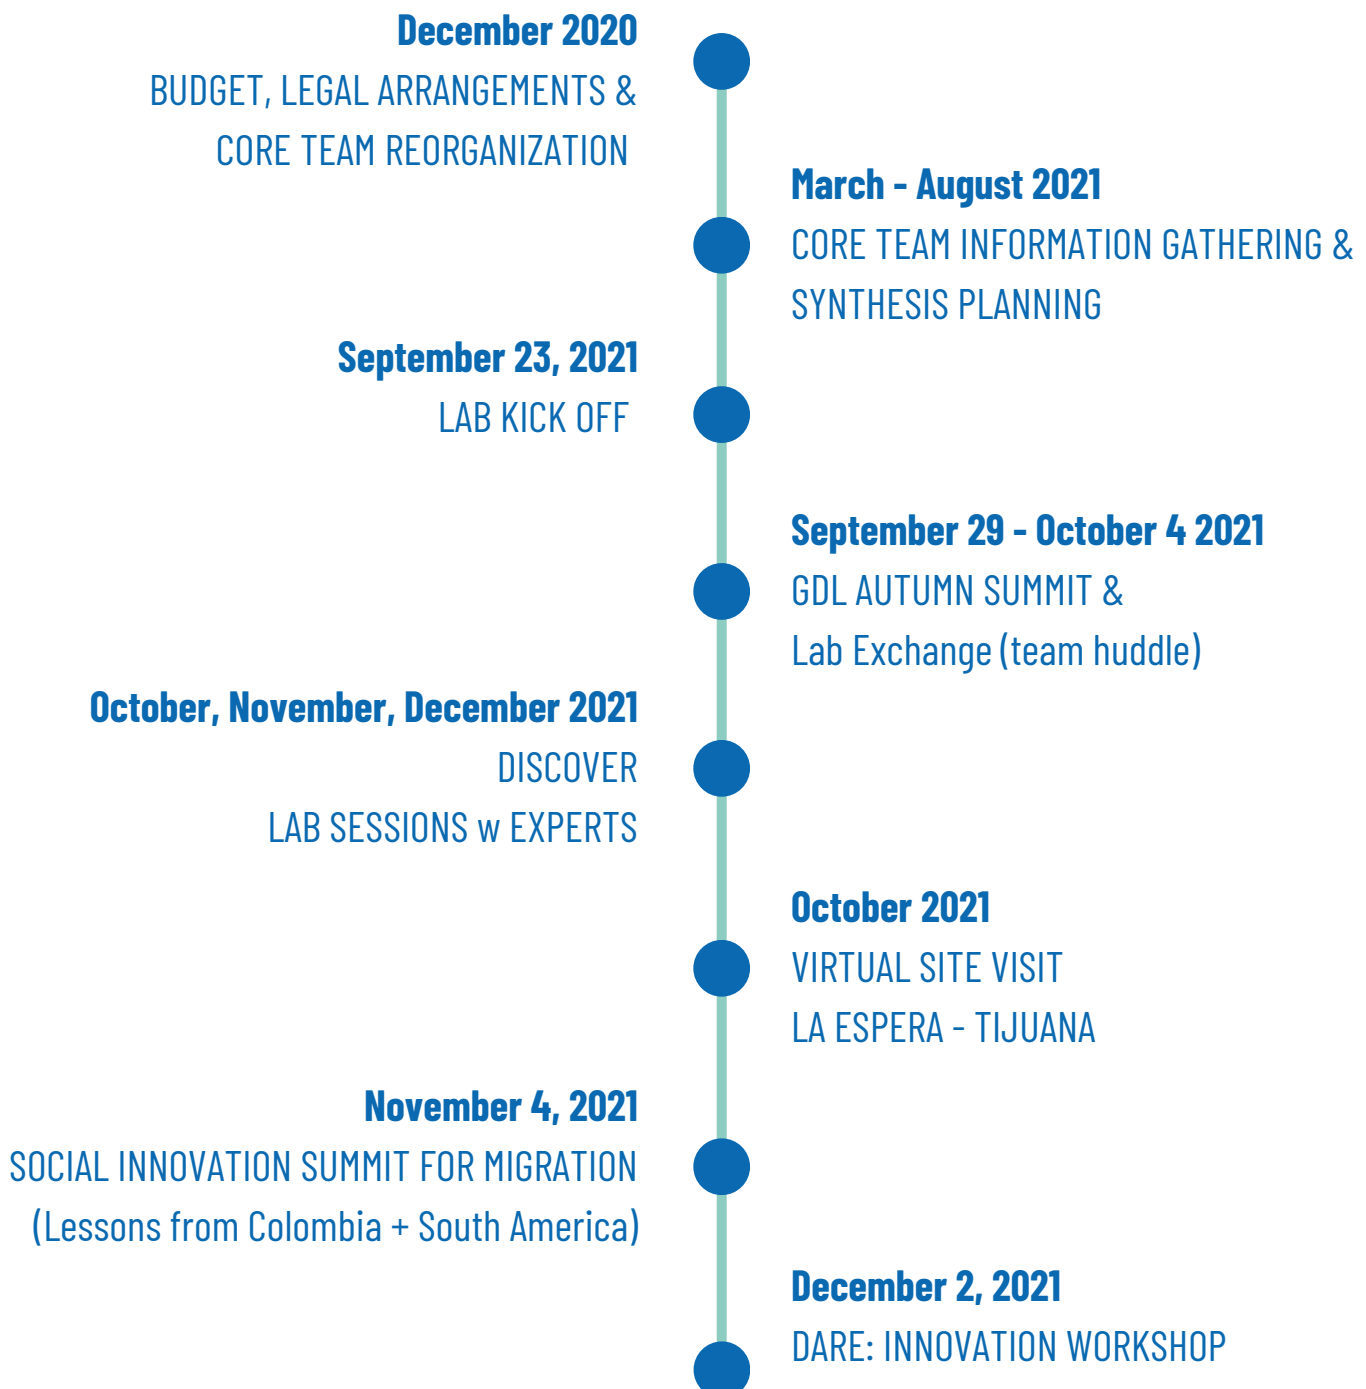 December 2020
BUDGET, LEGAL ARRANGEMENTS &
CORE TEAM REORGANIZATION
March - August 2021
CORE TEAM INFORMATION GATHERING &
SYNTHESIS PLANNING
September 23, 2021
LAB KICK OFF
September 29 - October 4 2021
GDL AUTUMN SUMMIT &
Lab Exchange (team huddle)
October, November, December 2021
DISCOVER
LAB SESSIONS w EXPERTS
October 2021
VIRTUAL SITE VISIT
LA ESPERA - TIJUANA
November 4, 2021
SOCIAL INNOVATION SUMMIT FOR MIGRATION
(Lessons from Colombia + South America)
December 2, 2021
DARE: INNOVATION WORKSHOP